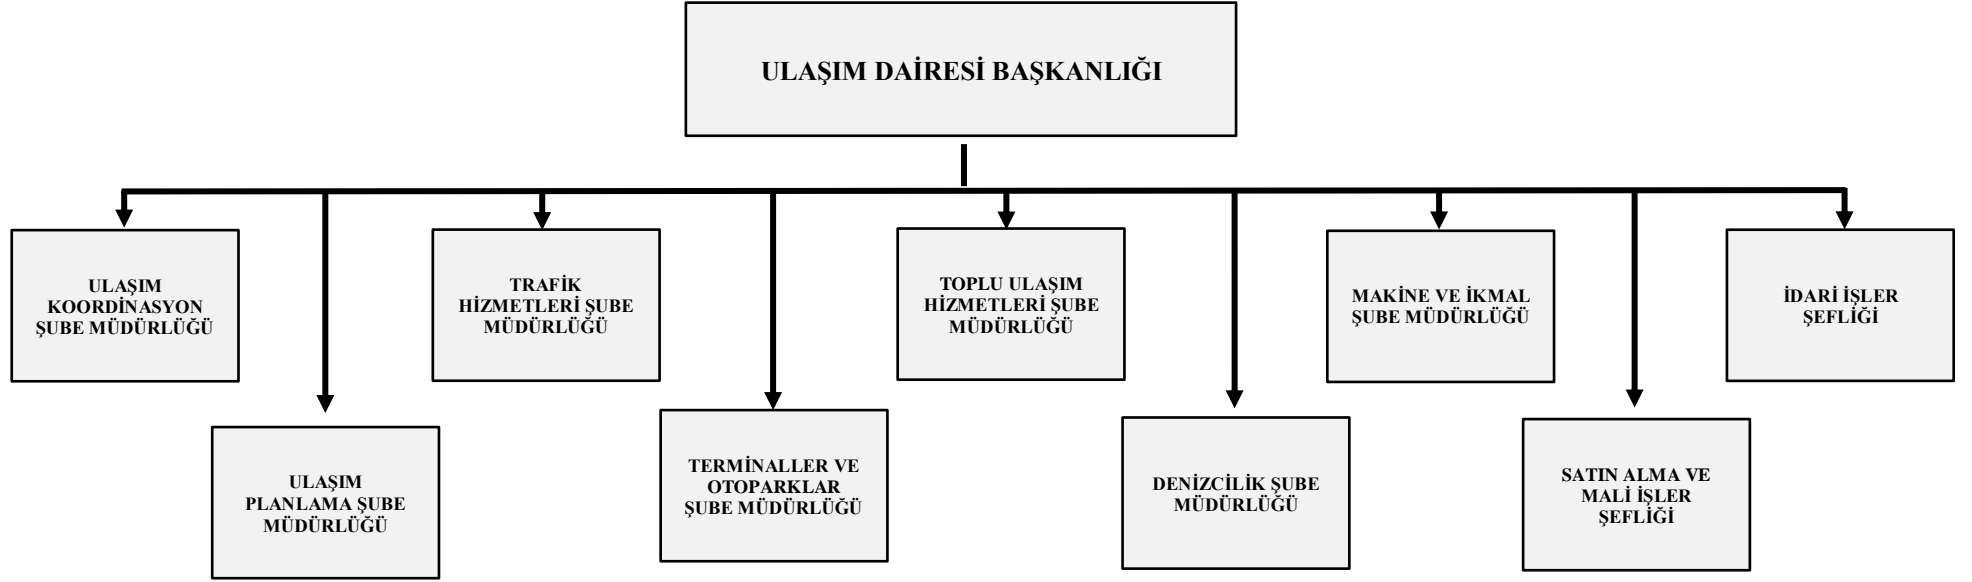 ULAŞIM DAİRESİ BAŞKANLIĞI
ULAŞIM
KOORDİNASYON
ŞUBE MÜDÜRLÜĞÜ
TRAFİK
HİZMETLERİ ŞUBE
MÜDÜRLÜĞÜ
TOPLU ULAŞIM
HİZMETLERİ ŞUBE
MÜDÜRLÜĞÜ
MAKİNE VE İKMAL
ŞUBE MÜDÜRLÜĞÜ
İDARİ İŞLER
ŞEFLİĞİ
ULAŞIM
PLANLAMA ŞUBE
MÜDÜRLÜĞÜ
TERMİNALLER VE
OTOPARKLAR
ŞUBE MÜDÜRLÜĞÜ
DENİZCİLİK ŞUBE
MÜDÜRLÜĞÜ
SATIN ALMA VE
MALİ İŞLER
ŞEFLİĞİ